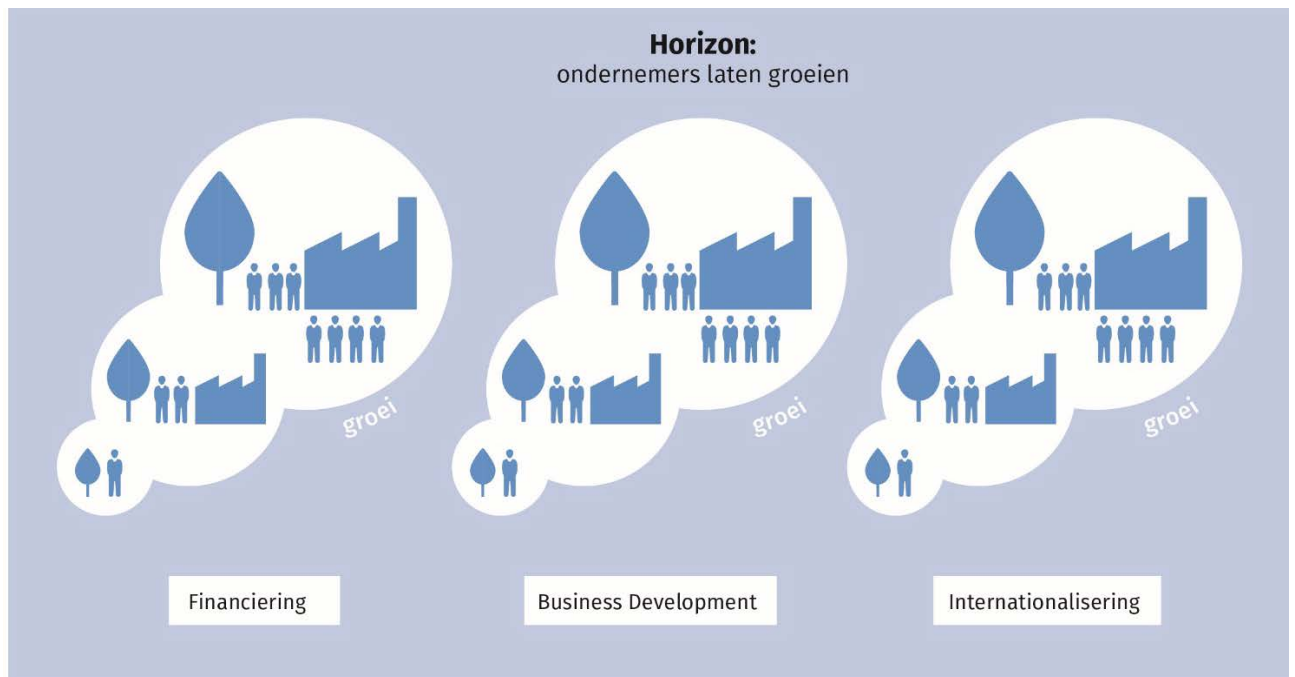 Horizon:
ondernemers laten groeien
groei
groei
groei
Financiering
Business Development
Internationalisering